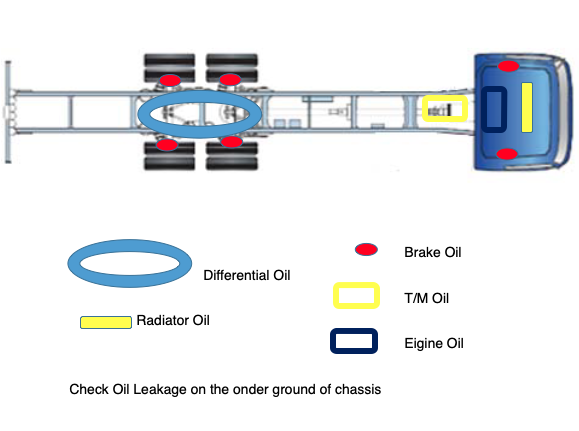 Differential Oil
Brake Oil
T/M Oil
Radiator Oil
Eigine Oil
Check Oil Leakage on the onder ground of chassis